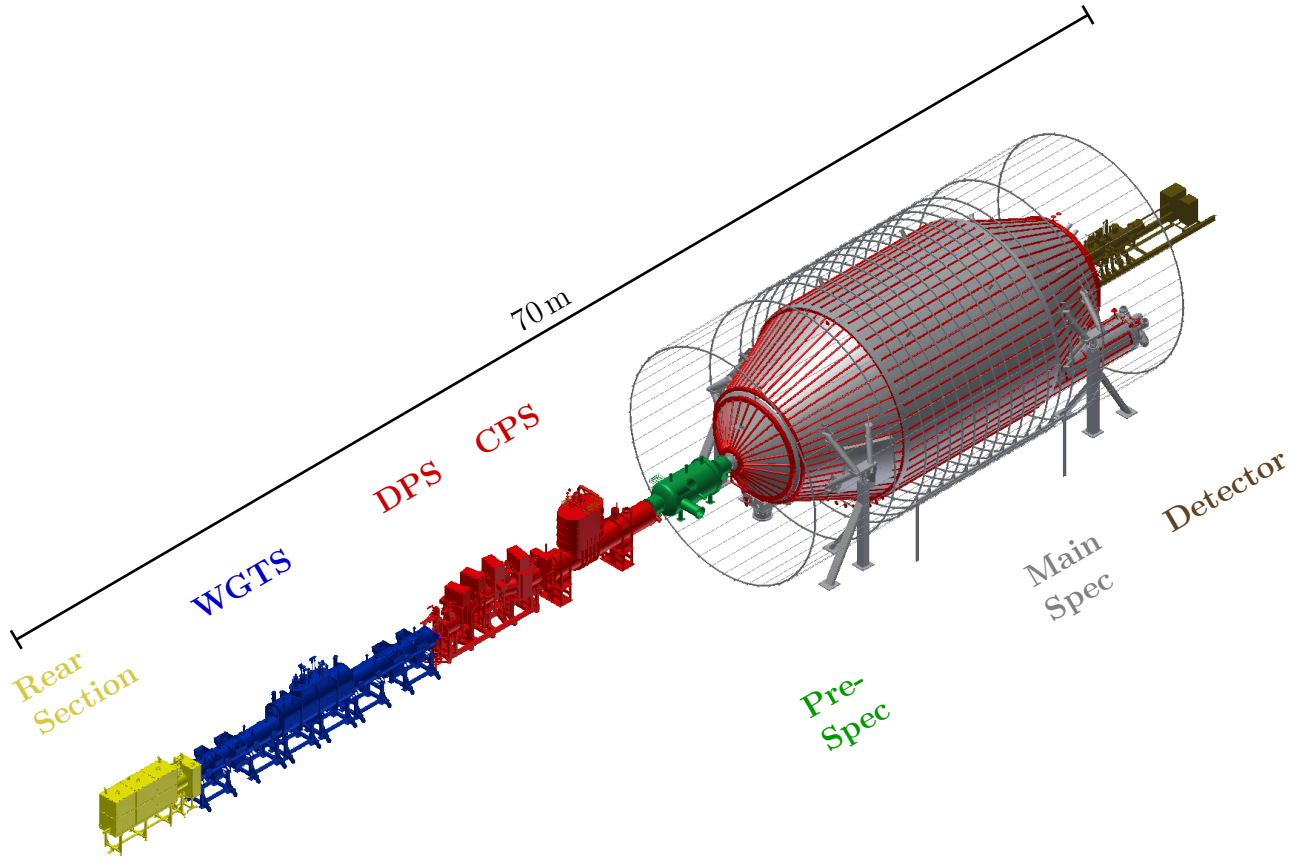 70 m
CPS
DPS
WGTS
Rear
Section
Detector
Main
Spec
Pre-
Spec